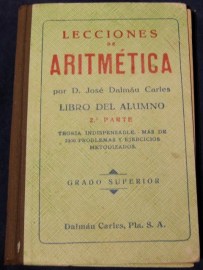 LECCIONES
DE
ARITMÉTICA
por D. José Dalmáu Carles
LIBRO DEL ALUMNO
2.ª PARTE
TEORÍA INDISPENSABLE - MAS DE
PROBLEMAS Y EJERCICIOS
METODIZADOS
GRADO SUPERIOR
Dalmáu Carles, Pla. S. A.